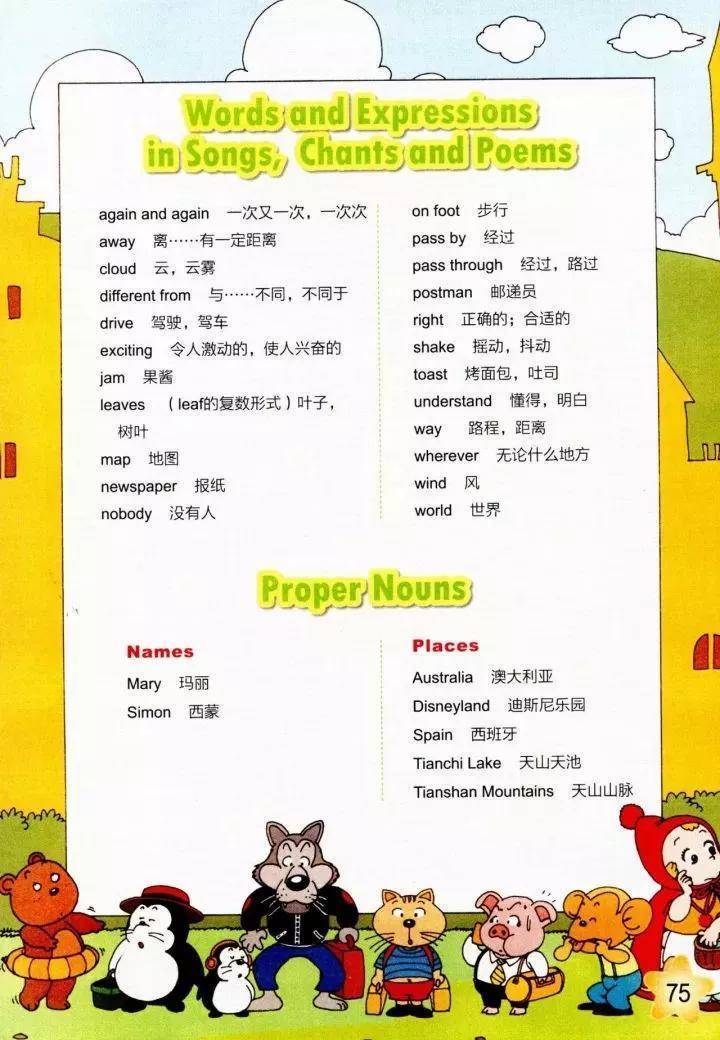 Words and Expressions
in Songs, Chants and Poems
again and again 一次又一次，一次次
away 离……有一定距离
cloud 云，云雾
different from 与……不同，不同于
drive 驾驶，驾车
exciting 令人激动的，使人兴奋的
jam 果酱
leaves （leaf的复数形式）叶子，
树叶
map 地图
newspaper 报纸
nobody 没有人
on foot 步行
pass by 经过
pass through 经过，路过
postman 邮递员
right 正确的；合适的
shake 摇动，抖动
toast 烤面包，吐司
understand 懂得，明白
way 路程，距离
wherever 无论什么地方
wind 风
world 世界
Proper Nouns
Names
Mary 玛丽
Simon 西蒙
Places
Australia 澳大利亚
Disneyland 迪斯尼乐园
Spain 西班牙
Tianchi Lake 天山天池
Tianshan Mountains 天山山脉
75